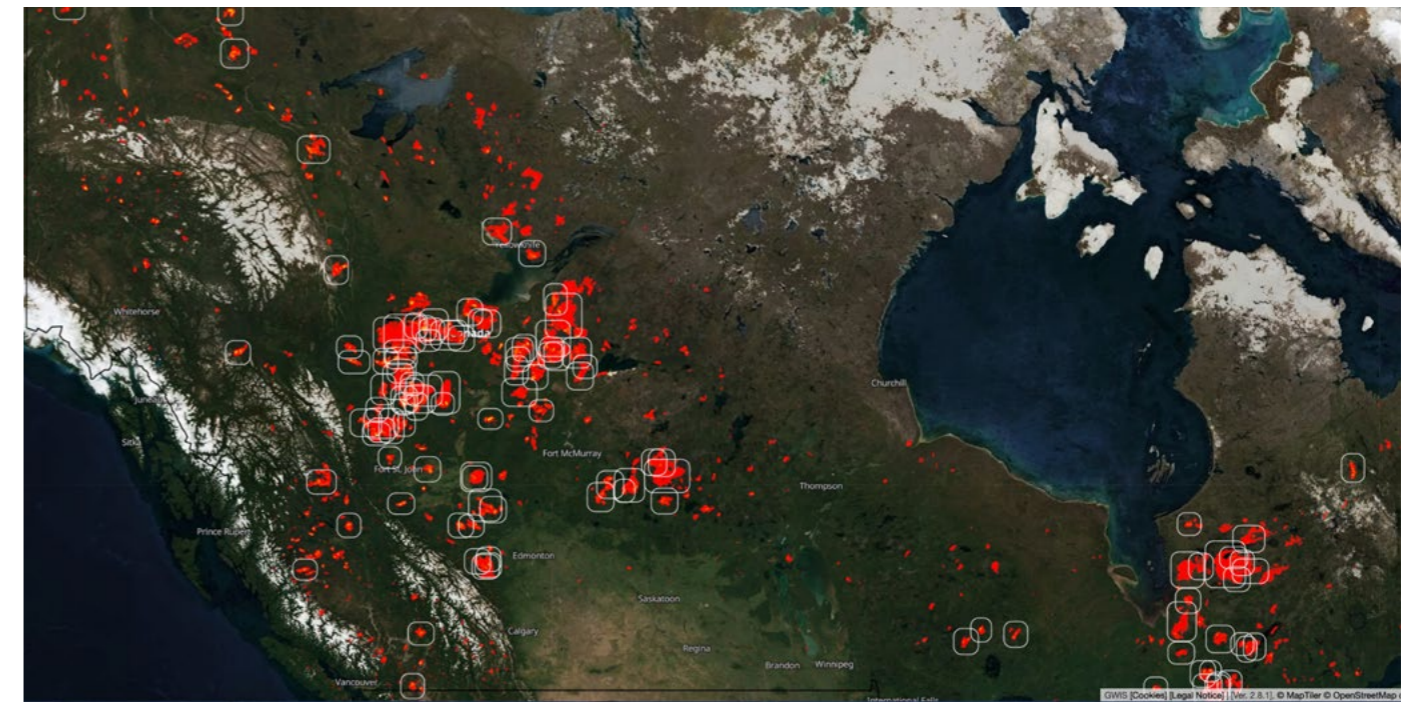 Yellowknife
Whitehorse
Churchill
Sitka
Fort McMurray
Fort St. John
Thompson
Prince Rupert
Edmonton
Saskatoon
Calgary
Regina
Brandon
Winnipeg
Vancouver
International Falls
GWIS [Cookies] [Legal Notice] | [Ver. 2.8.1], © MapTiler © OpenStreetMap